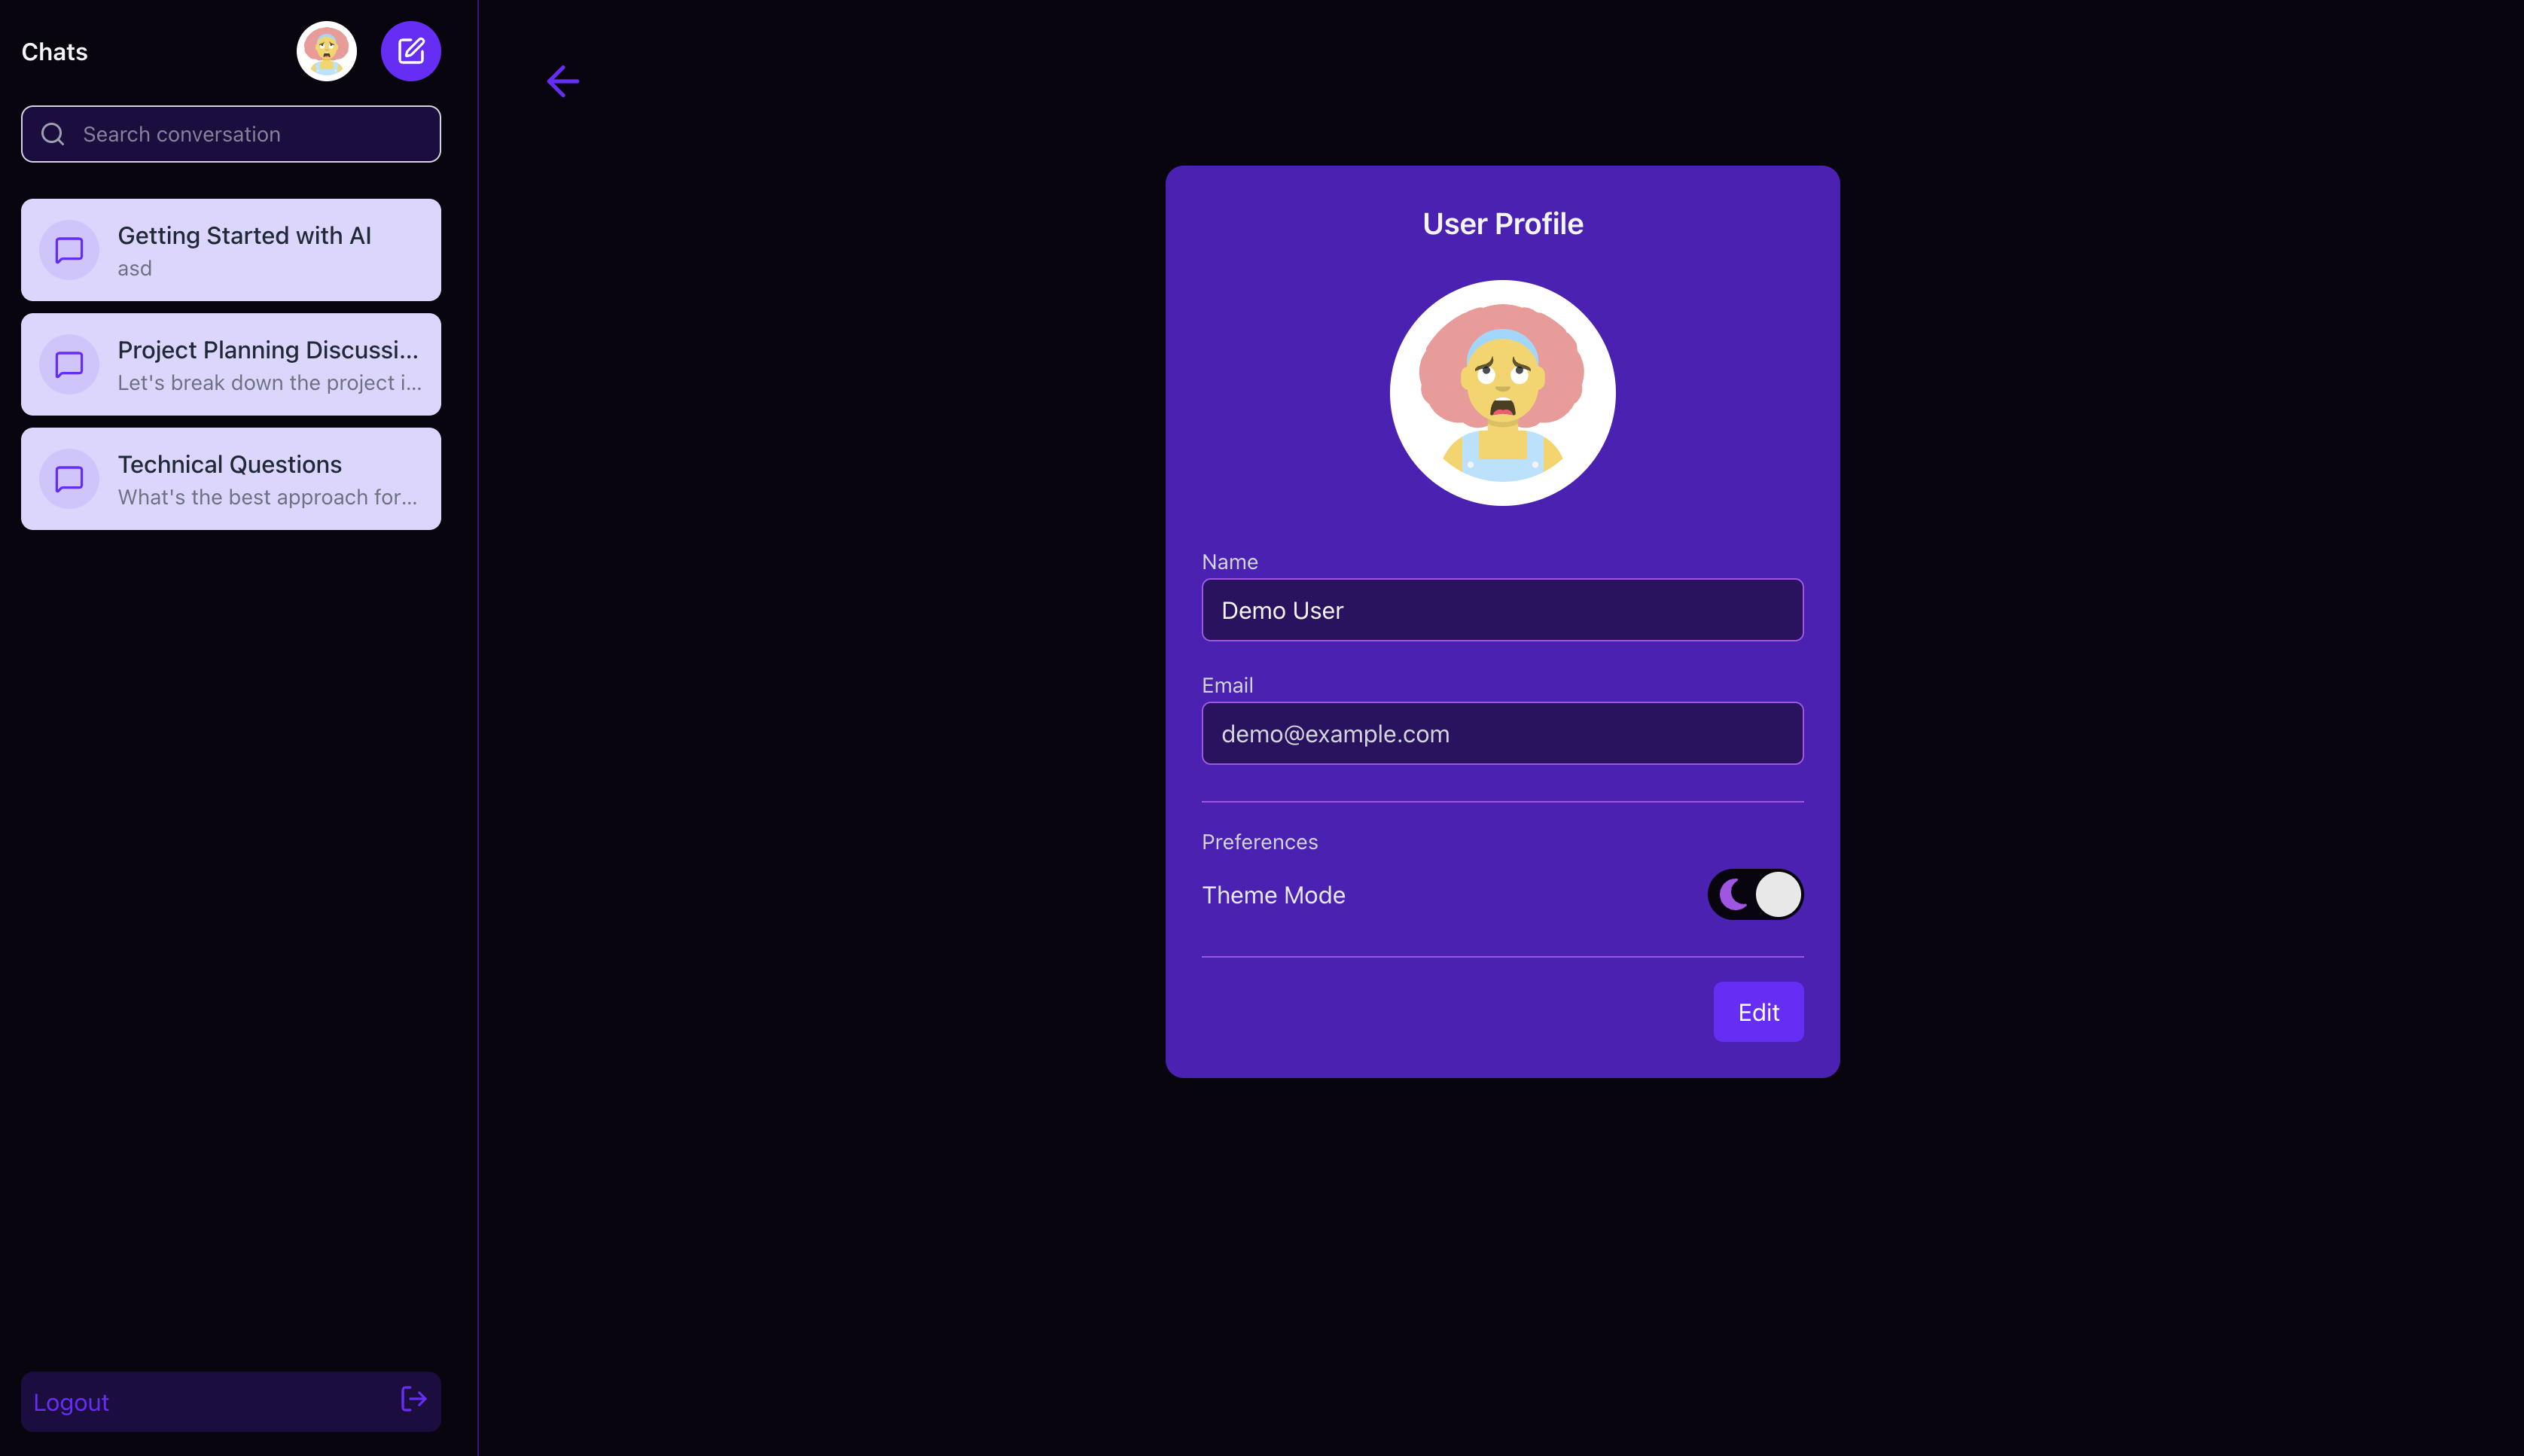 Chats
Search conversation
Getting Started with AI
asd
Project Planning Discussi...
Let's break down the project i...
Technical Questions
What's the best approach for...
Logout
User Profile
Name
Demo User
Email
demo@example.com
Preferences
Theme Mode
Edit